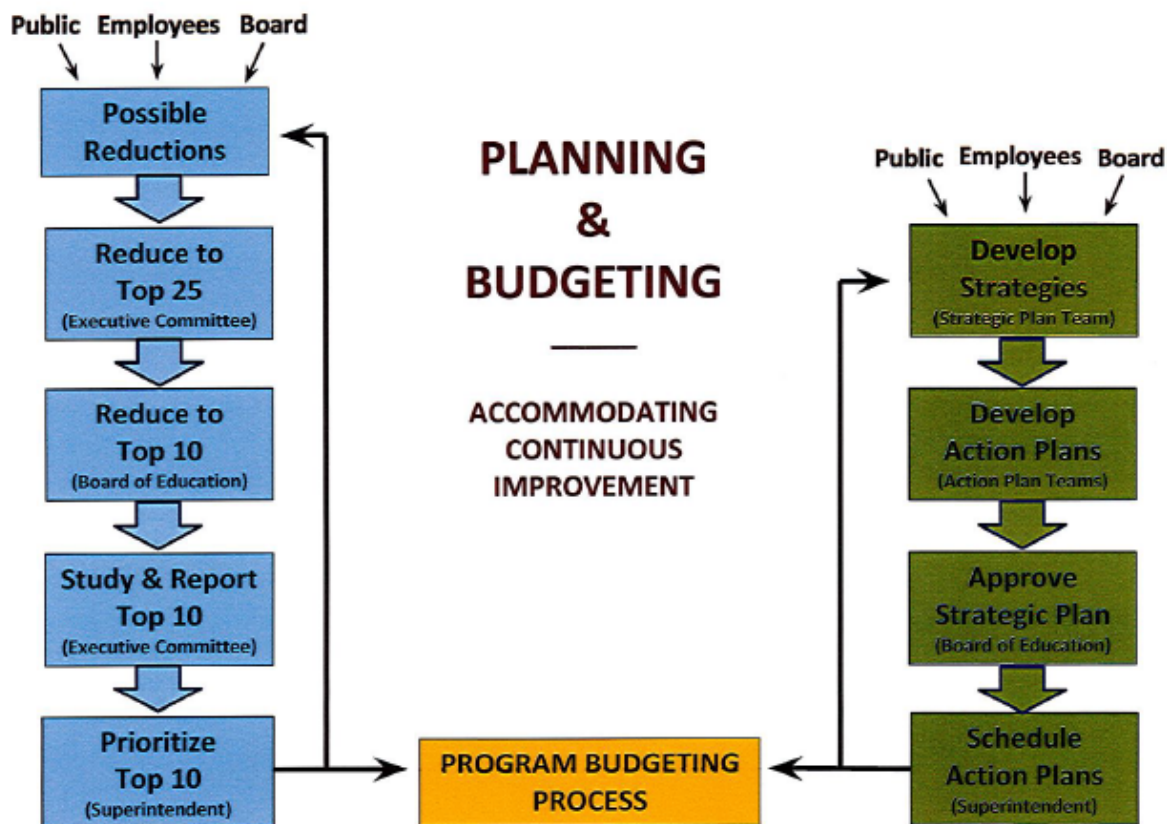 Public Employees Board
Possible
Reductions
Reduce to
Top 25
(Executive Committee)
Reduce to
Top 10
(Board of Education)
Study & Report
Top 10
(Executive Committee)
Prioritize
Top 10
(Superintendent)
PLANNING
&
BUDGETING
ACCOMMODATING
CONTINUOUS
IMPROVEMENT
PROGRAM BUDGETING
PROCESS
Public Employees Board
Develop
Strategies
(Strategic Plan Team)
Develop
Action Plans
(Action Plan Teams)
Approve
Strategic Plan
(Board of Education)
Schedule
Action Plans
(Superintendent)